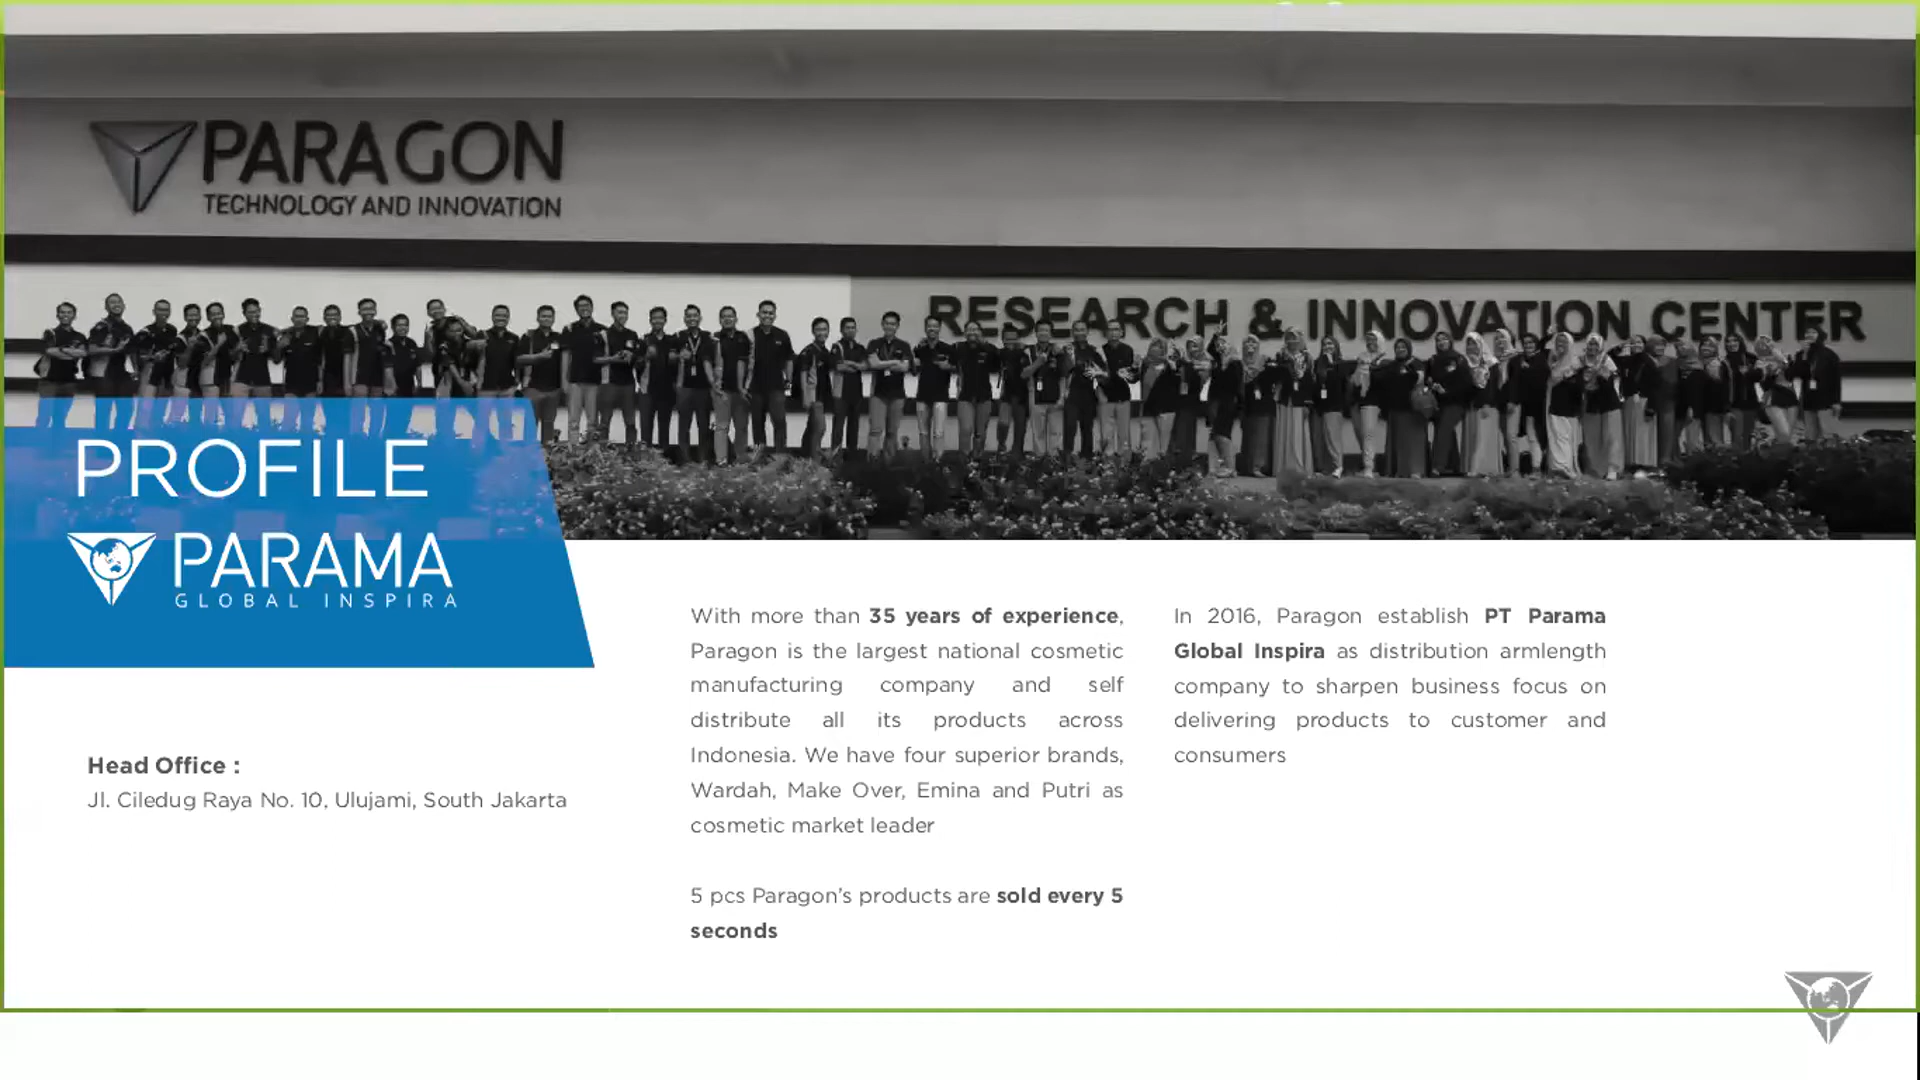 PARAGON
TECHNOLOGY AND INNOVATION
RESEARCH & INNOVATION CENTER
PROFILE
PARAMA
GLOBAL INSPIRA
Head Office :
Jl. Ciledug Raya No. 10, Ulujami, South Jakarta
With more than 35 years of experience,
Paragon is the largest national cosmetic
manufacturing company and self
distribute all its products across
Indonesia. We have four superior brands,
Wardah, Make Over, Emina and Putri as
cosmetic market leader
5 pcs Paragon's products are sold every 5
seconds
In 2016, Paragon establish PT Parama
Global Inspira as distribution armlength
company to sharpen business focus on
delivering products to customer and
consumers